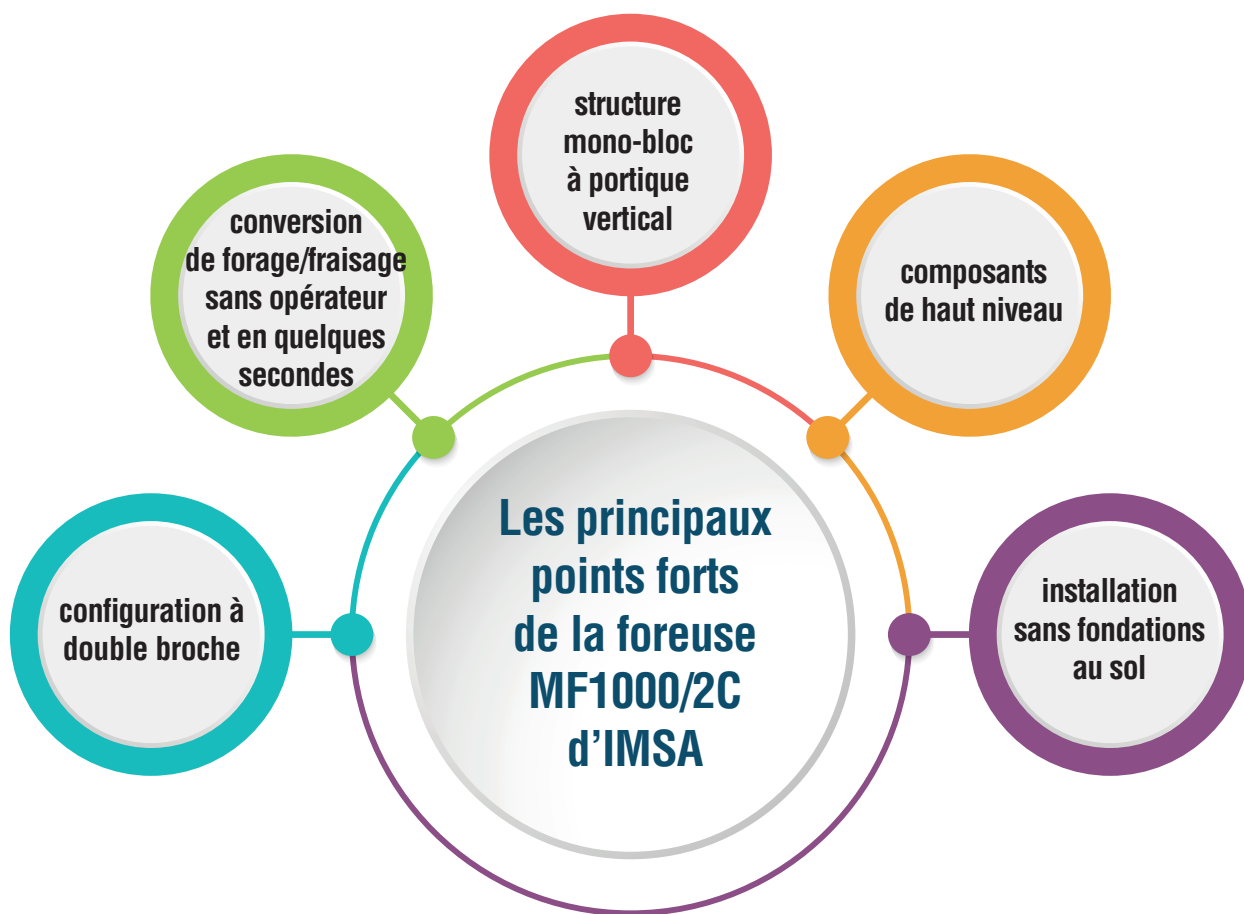 structure
mono-bloc
à portique
vertical
conversion
de forage/fraisage
sans opérateur
et en quelques
secondes
composants
de haut niveau
configuration à
double broche
Les principaux
points forts
de la foreuse
MF1000/2C
d’IMSA
installation
sans fondations
au sol